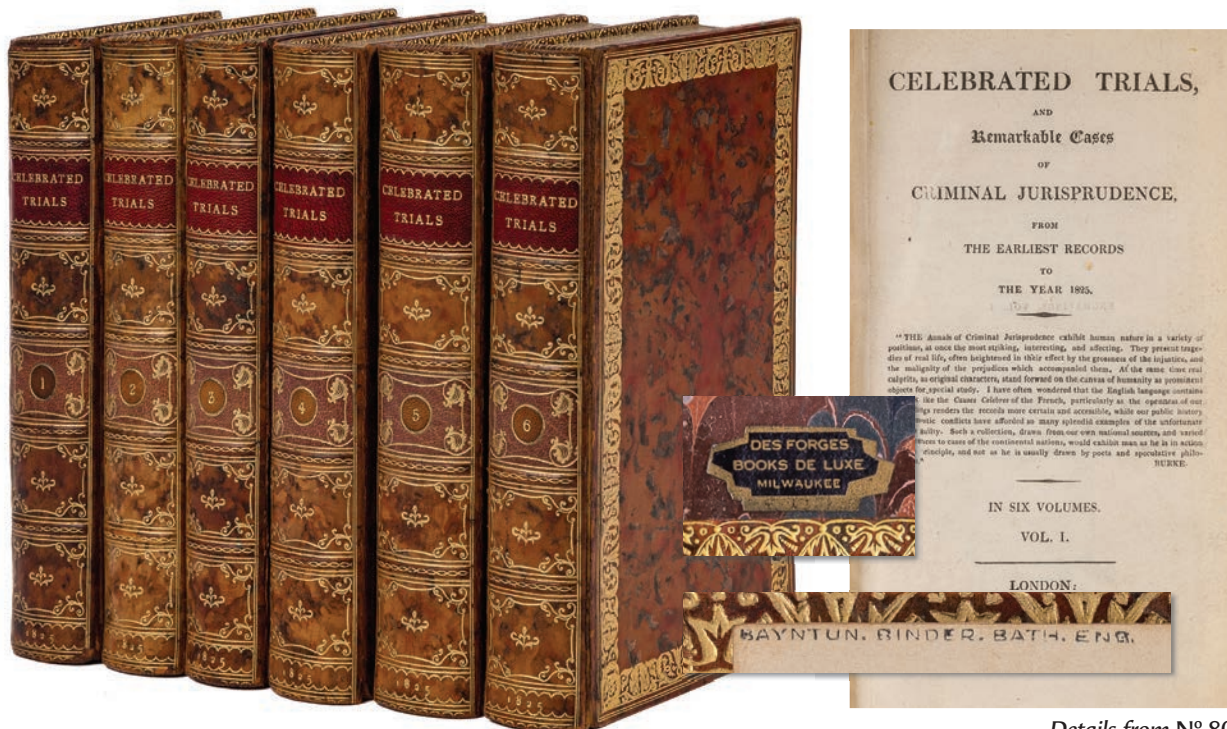 CELEBRATED
TRIALS
1
1825
CELEBRATED
TRIALS
2
1825
CELEBRATED
TRIALS
3
1825
CELEBRATED
TRIALS
4
1825
CELEBRATED
TRIALS
5
1825
CELEBRATED
TRIALS
6
1825
CELEBRATED TRIALS,
AND
Remarkable Cases
OF
CRIMINAL JURISPRUDENCE,
FROM
THE EARLIEST RECORDS
TO
THE YEAR 1825.
"THE Annals of Criminal Jurisprudence exhibit human nature in a variety of
positions, at once the most striking, interesting, and affecting. They present trage-
dies of real life, often heightened in their effect by the grossness of the injustice, and
the malignity of the prejudices which accompanied them. At the same time real
culprits, as original characters, stand forward on the canvas of humanity as prominent
objects for special study. I have often wondered that the English language contains
like the Causes Celebres of the French, particularly as the openness of our
renders the records more certain and accessible, while our public history
conflicts have afforded so many splendid examples of the unfortunate
Such a collection, drawn from our own national sources, and varied
to cases of the continental nations, would exhibit man as he is in action
and not as he is usually drawn by poets and speculative philo-
BURKE.
IN SIX VOLUMES.
VOL. I.
LONDON:
DES FORGES
BOOKS DE LUXE
MILWAUKEE
BAYNTUN. BINDER. BATH. ENG.
Details from Nº 80